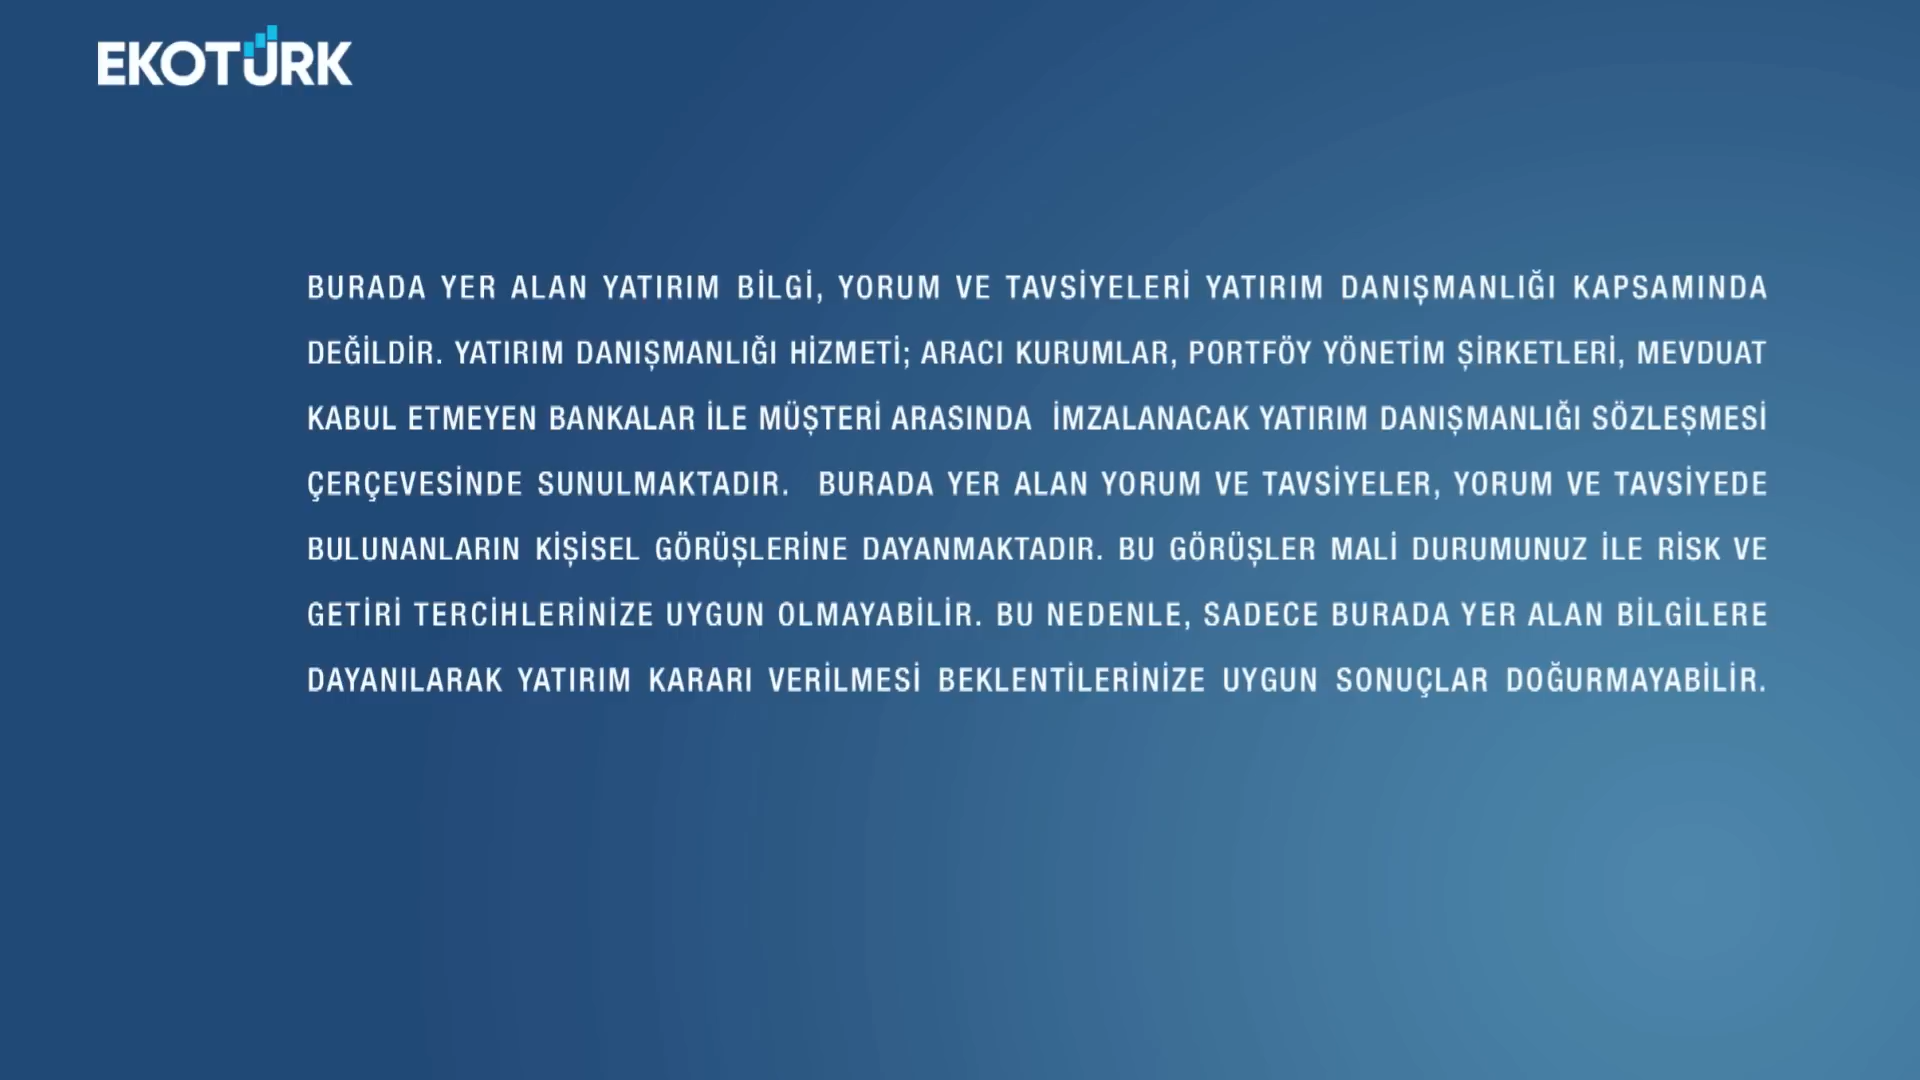 EKOTÜRK
BURADA YER ALAN YATIRIM BİLGİ, YORUM VE TAVSİYELERİ YATIRIM DANIŞMANLIĞI KAPSAMINDA
DEĞİLDİR. YATIRIM DANIŞMANLIĞI HİZMETİ; ARACI KURUMLAR, PORTFÖY YÖNETİM ŞİRKETLERİ, MEVDUAT
KABUL ETMEYEN BANKALAR İLE MÜŞTERİ ARASINDA İMZALANACAK YATIRIM DANIŞMANLIĞI SÖZLEŞMESİ
ÇERÇEVESİNDE SUNULMAKTADIR. BURADA YER ALAN YORUM VE TAVSİYELER, YORUM VE TAVSİYEDE
BULUNANLARIN KİŞİSEL GÖRÜŞLERİNE DAYANMAKTADIR. BU GÖRÜŞLER MALİ DURUMUNUZ İLE RİSK VE
GETİRİ TERCİHLERİNİZE UYGUN OLMAYABİLİR. BU NEDENLE, SADECE BURADA YER ALAN BİLGİLERE
DAYANILARAK YATIRIM KARARI VERİLMESİ BEKLENTİLERİNİZE UYGUN SONUÇLAR DOĞURMAYABİLİR.